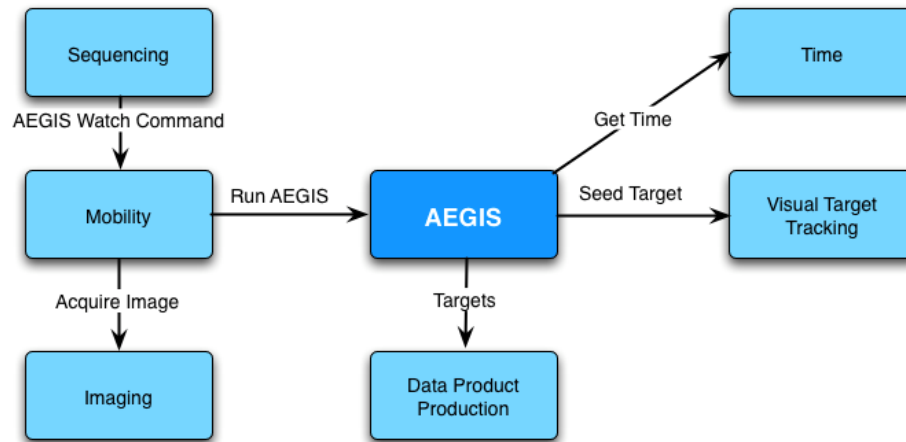 Sequencing
Time
AEGIS Watch Command
Get Time
Mobility
Run AEGIS
AEGIS
Seed Target
Visual Target
Tracking
Acquire Image
Targets
Imaging
Data Product
Production